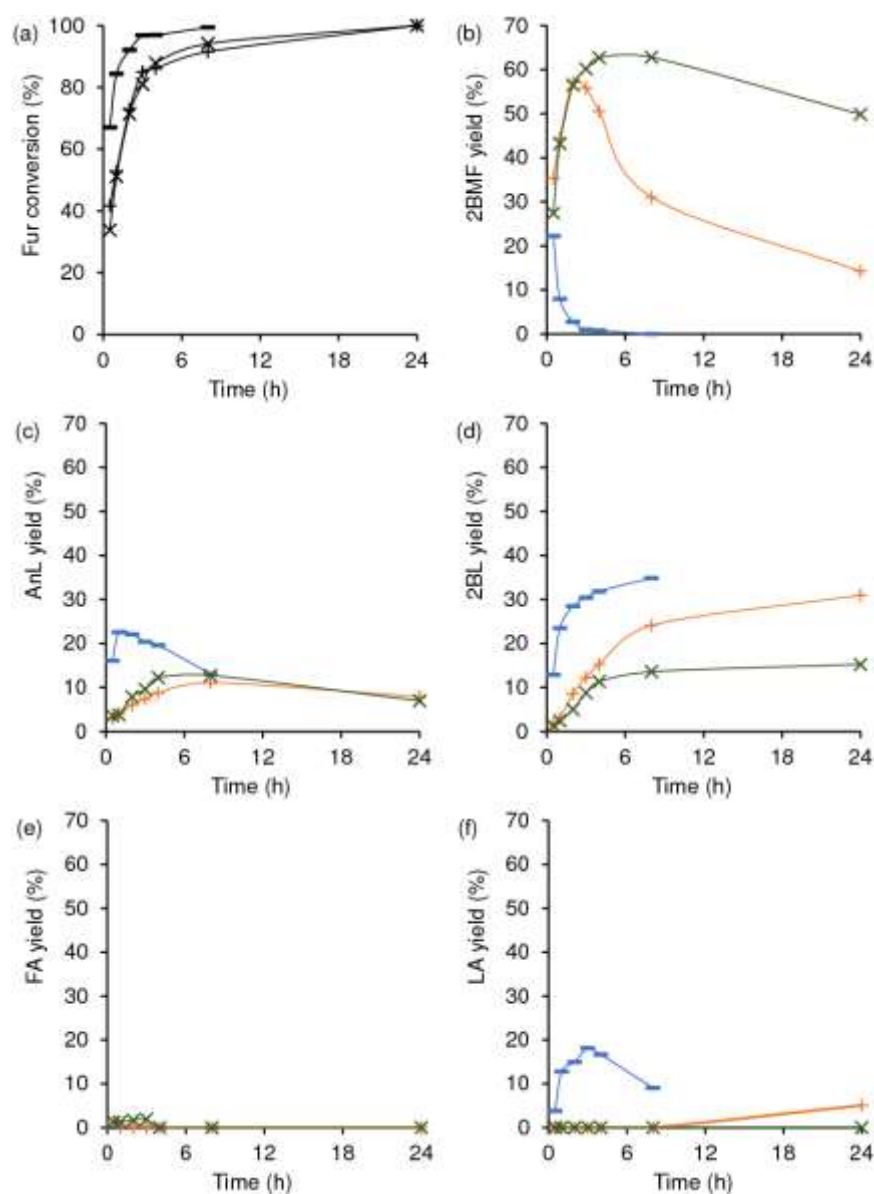 (a)
Fur conversion (%)
100
80
60
40
20
0
0 6 12 18 24
Time (h)
(b)
2BMF yield (%)
70
60
50
40
30
20
10
0
0 6 12 18 24
Time (h)
(c)
AnL yield (%)
70
60
50
40
30
20
10
0
0 6 12 18 24
Time (h)
(d)
2BL yield (%)
70
60
50
40
30
20
10
0
0 6 12 18 24
Time (h)
(e)
FA yield (%)
70
60
50
40
30
20
10
0
0 6 12 18 24
Time (h)
(f)
LA yield (%)
70
60
50
40
30
20
10
0
0 6 12 18 24
Time (h)